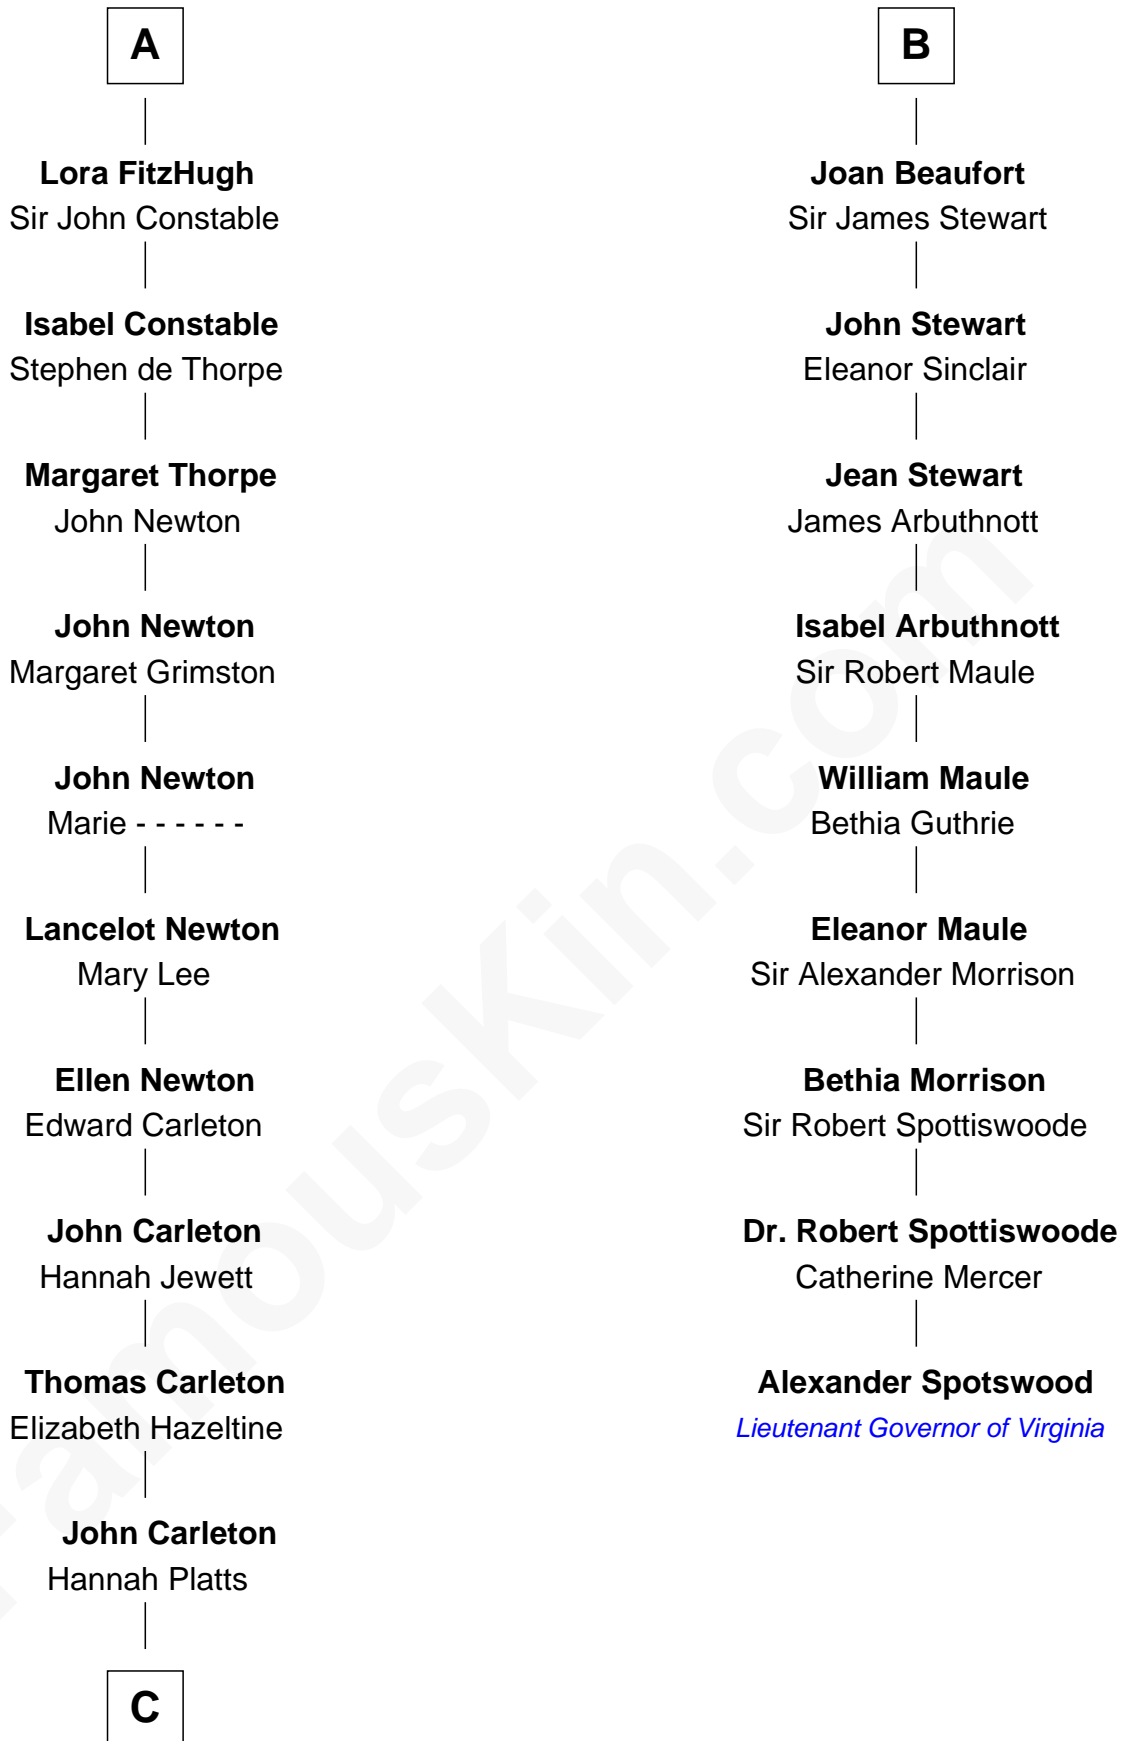 A
Lora FitzHugh
Sir John Constable
Isabel Constable
Stephen de Thorpe
Margaret Thorpe
John Newton
John Newton
Margaret Grimston
John Newton
Marie - - - - - -
Lancelot Newton
Mary Lee
Ellen Newton
Edward Carleton
John Carleton
Hannah Jewett
Thomas Carleton
Elizabeth Hazeltine
John Carleton
Hannah Platts
C
B
Joan Beaufort
Sir James Stewart
John Stewart
Eleanor Sinclair
Jean Stewart
James Arbuthnott
Isabel Arbuthnott
Sir Robert Maule
William Maule
Bethia Guthrie
Eleanor Maule
Sir Alexander Morrison
Bethia Morrison
Sir Robert Spottiswoode
Dr. Robert Spottiswoode
Catherine Mercer
Alexander Spotswood
Lieutenant Governor of Virginia
FamousKin.com